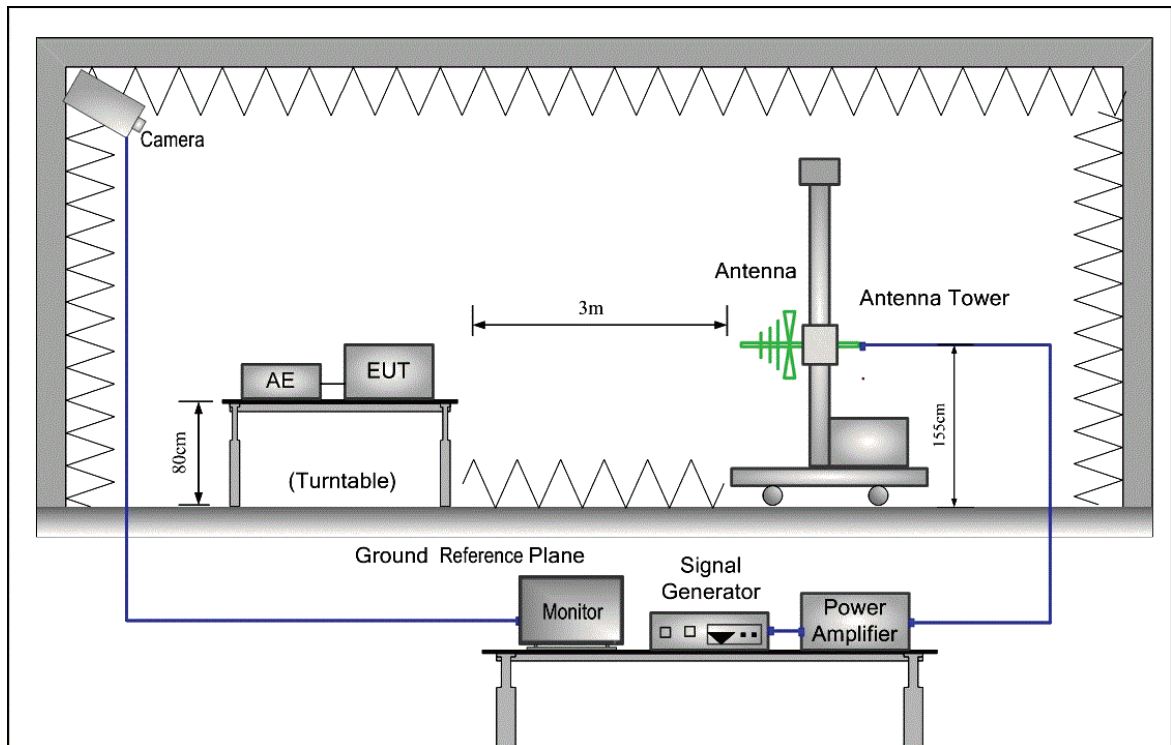 Camera
Antenna
3m
Antenna Tower
AE
EUT
80cm
155cm
(Turntable)
Ground Reference Plane
Signal
Generator
Monitor
Power
Amplifier